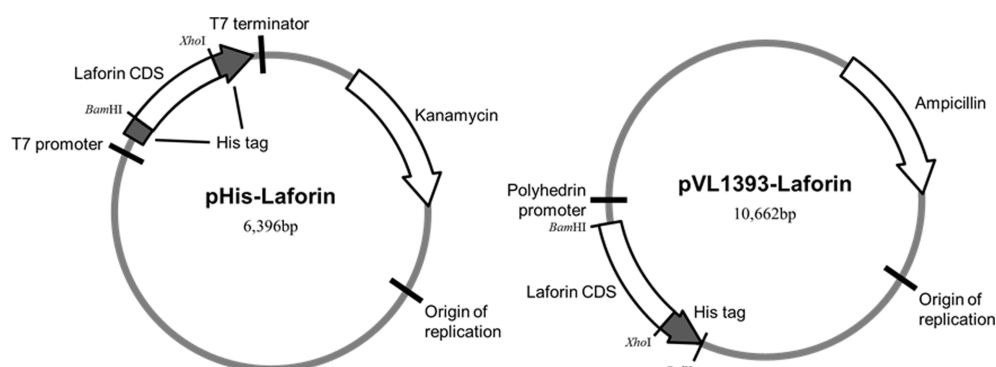 T7 terminator
XhoI
Laforin CDS
BamHI
T7 promoter
His tag
Kanamycin
pHis-Laforin
6,396bp
Origin of
replication
Ampicillin
pVL1393-Laforin
10,662bp
Polyhedrin
promoter
BamHI
Laforin CDS
His tag
XhoI
Origin of
replication